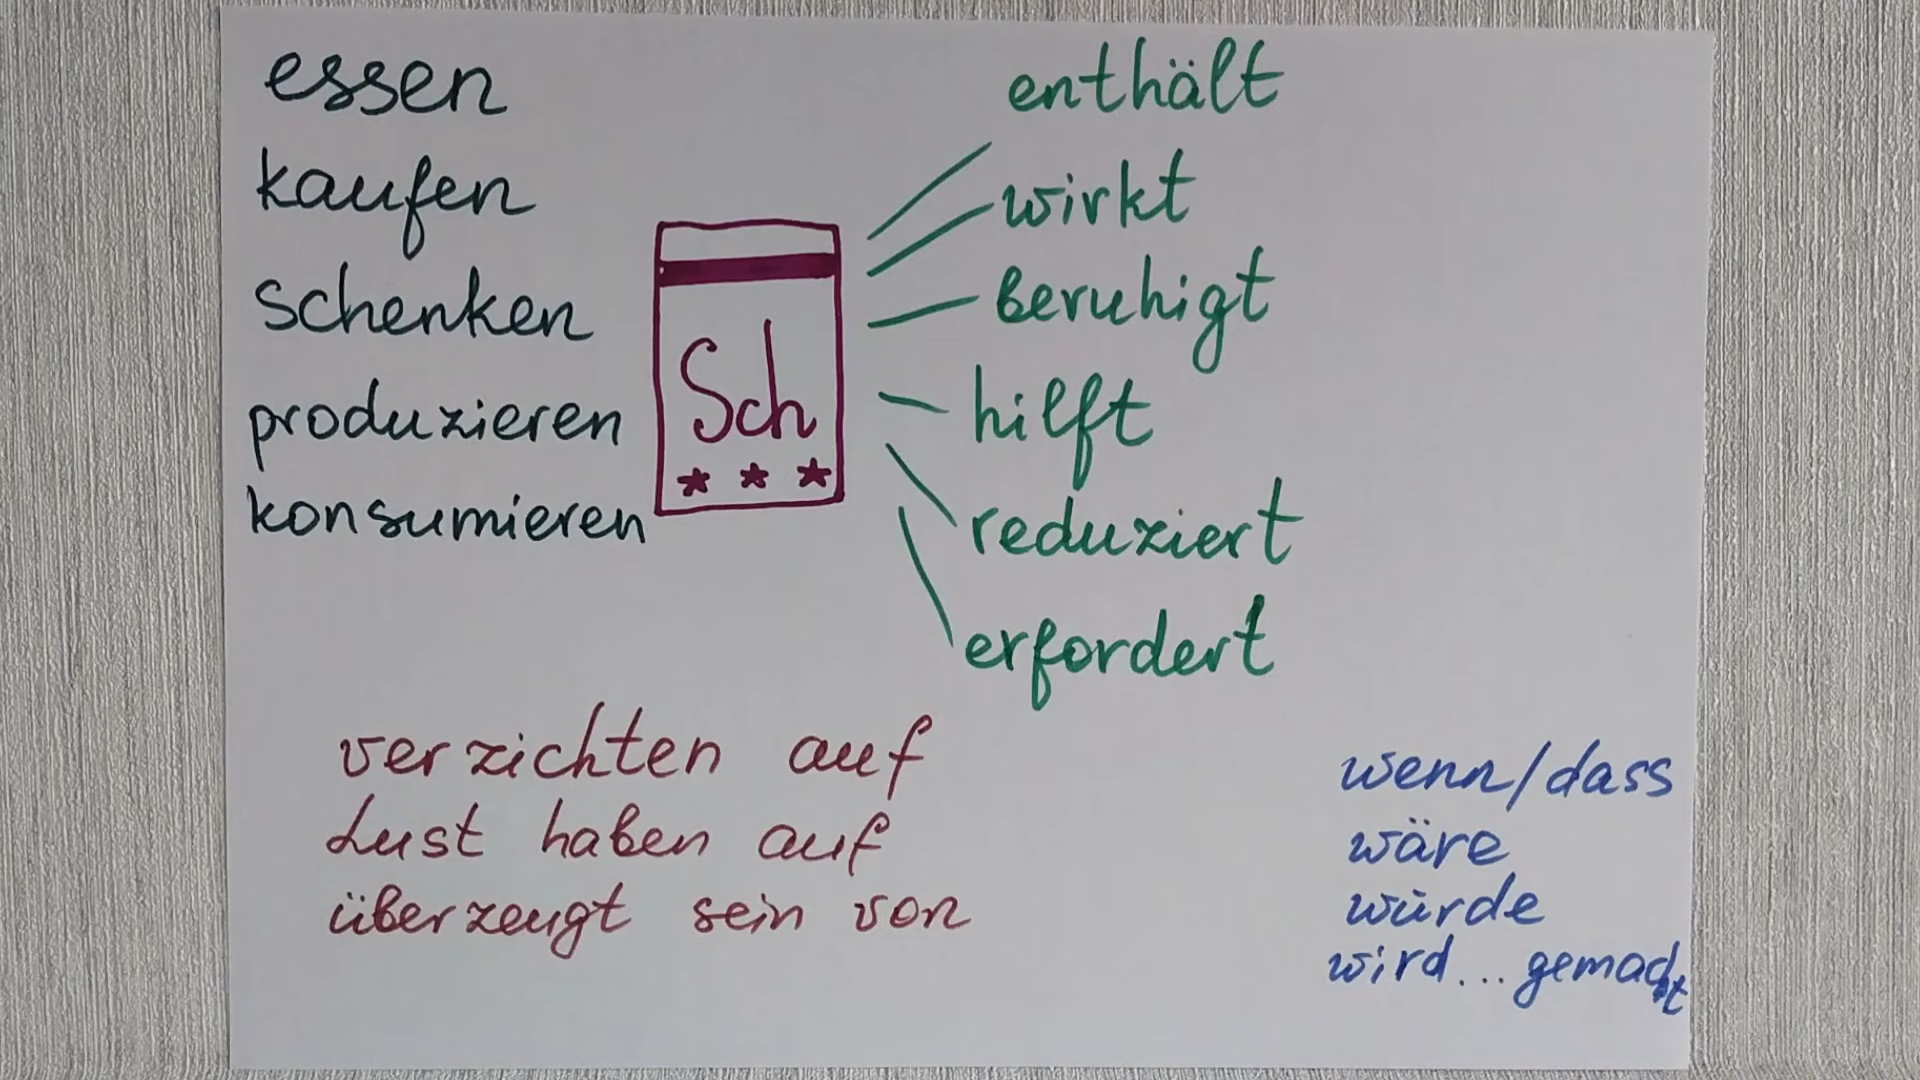 essen
kaufen
schenken
produzieren
konsumieren
Sch
* * *
enthält
wirkt
beruhigt
hilft
reduziert
erfordert
verzichten auf
Lust haben auf
überzeugt sein von
wenn/dass
wäre
würde
wird...gemacht